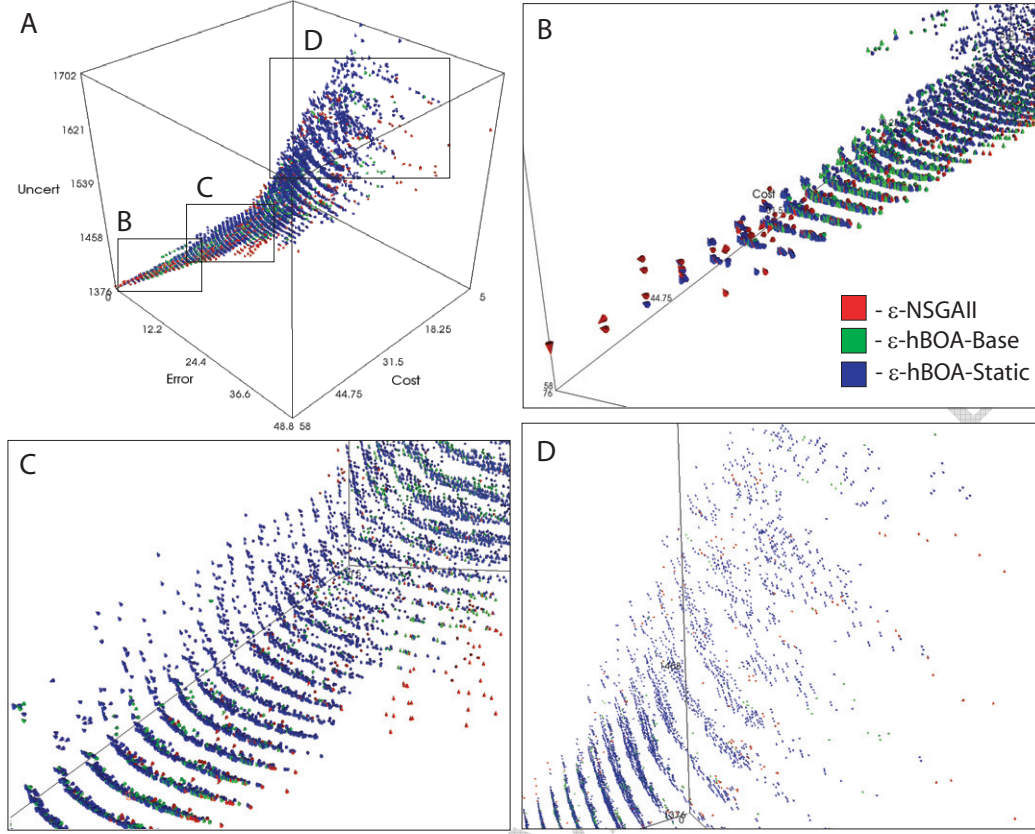 A
D
1702
1621
Uncert
1539
C
1458
B
1376
0
12.2
24.4
Error
36.6
48.8
58
44.75
31.5
Cost
18.25
5
B
Cost
44.75
58
76
- ε-NSGAII
- ε-hBOA-Base
- ε-hBOA-Static
C
D
1376
0